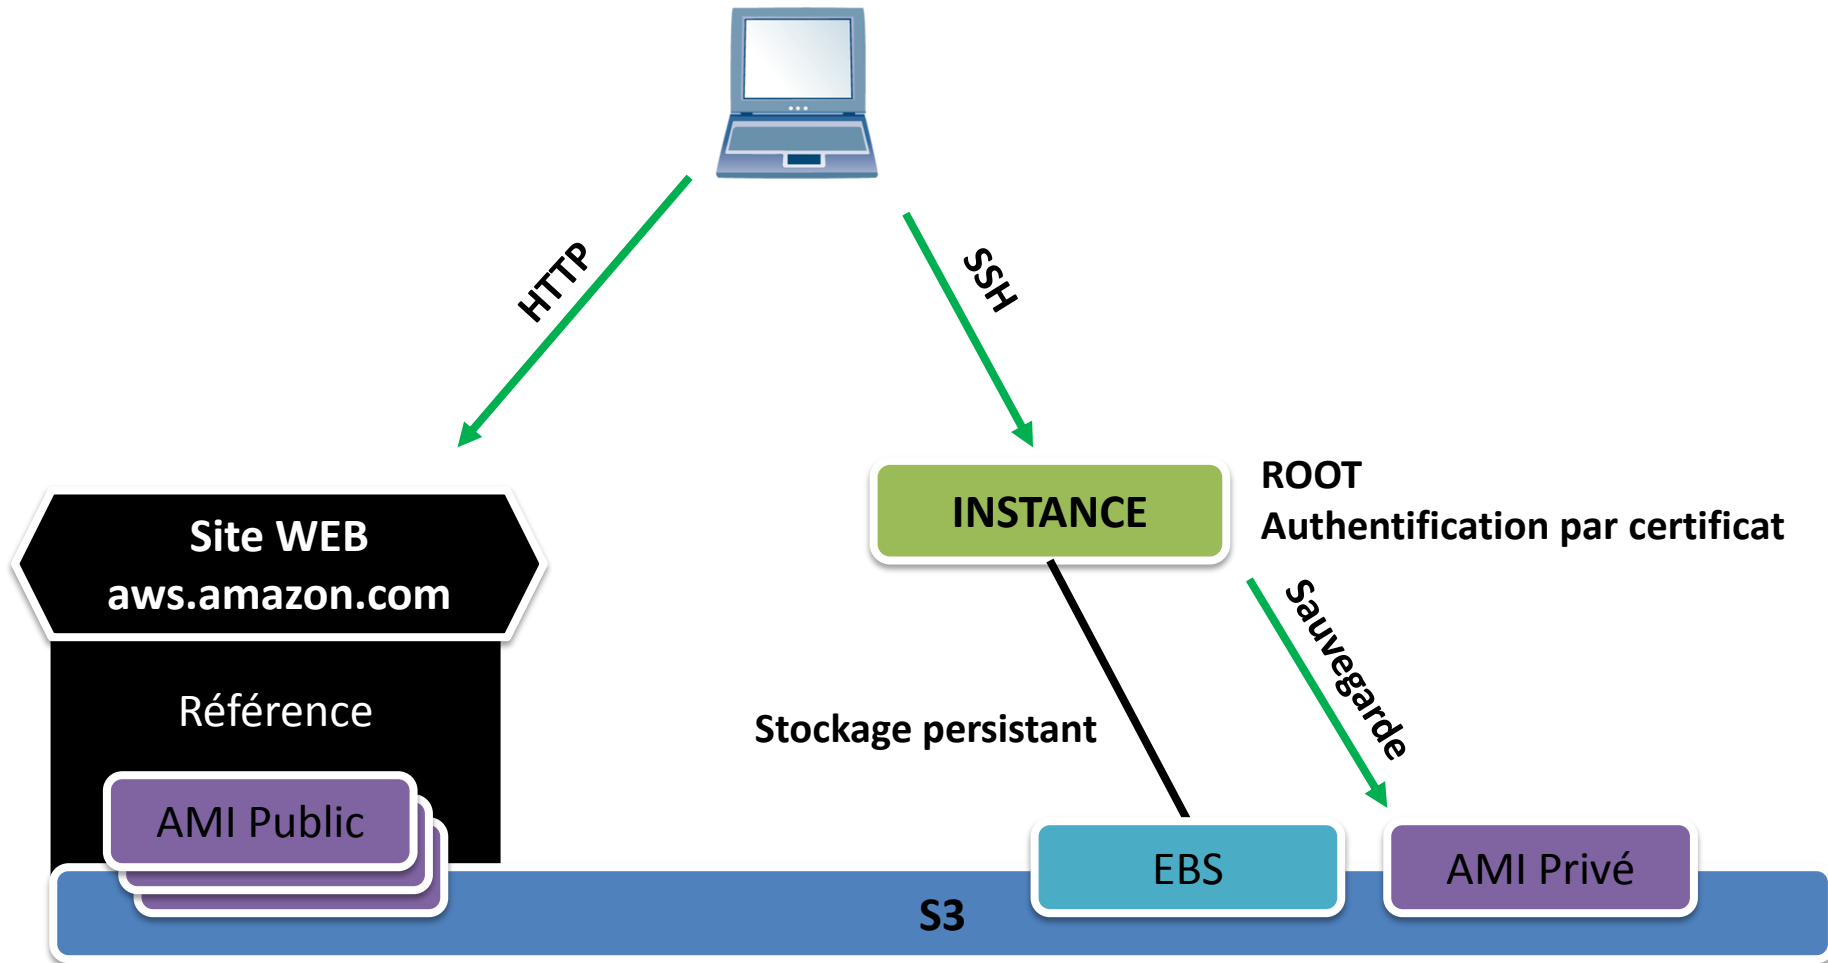 HTTP
SSH
Site WEB
aws.amazon.com
INSTANCE
ROOT
Authentification par certificat
Sauvegarde
Référence
Stockage persistant
AMI Public
EBS
AMI Privé
S3